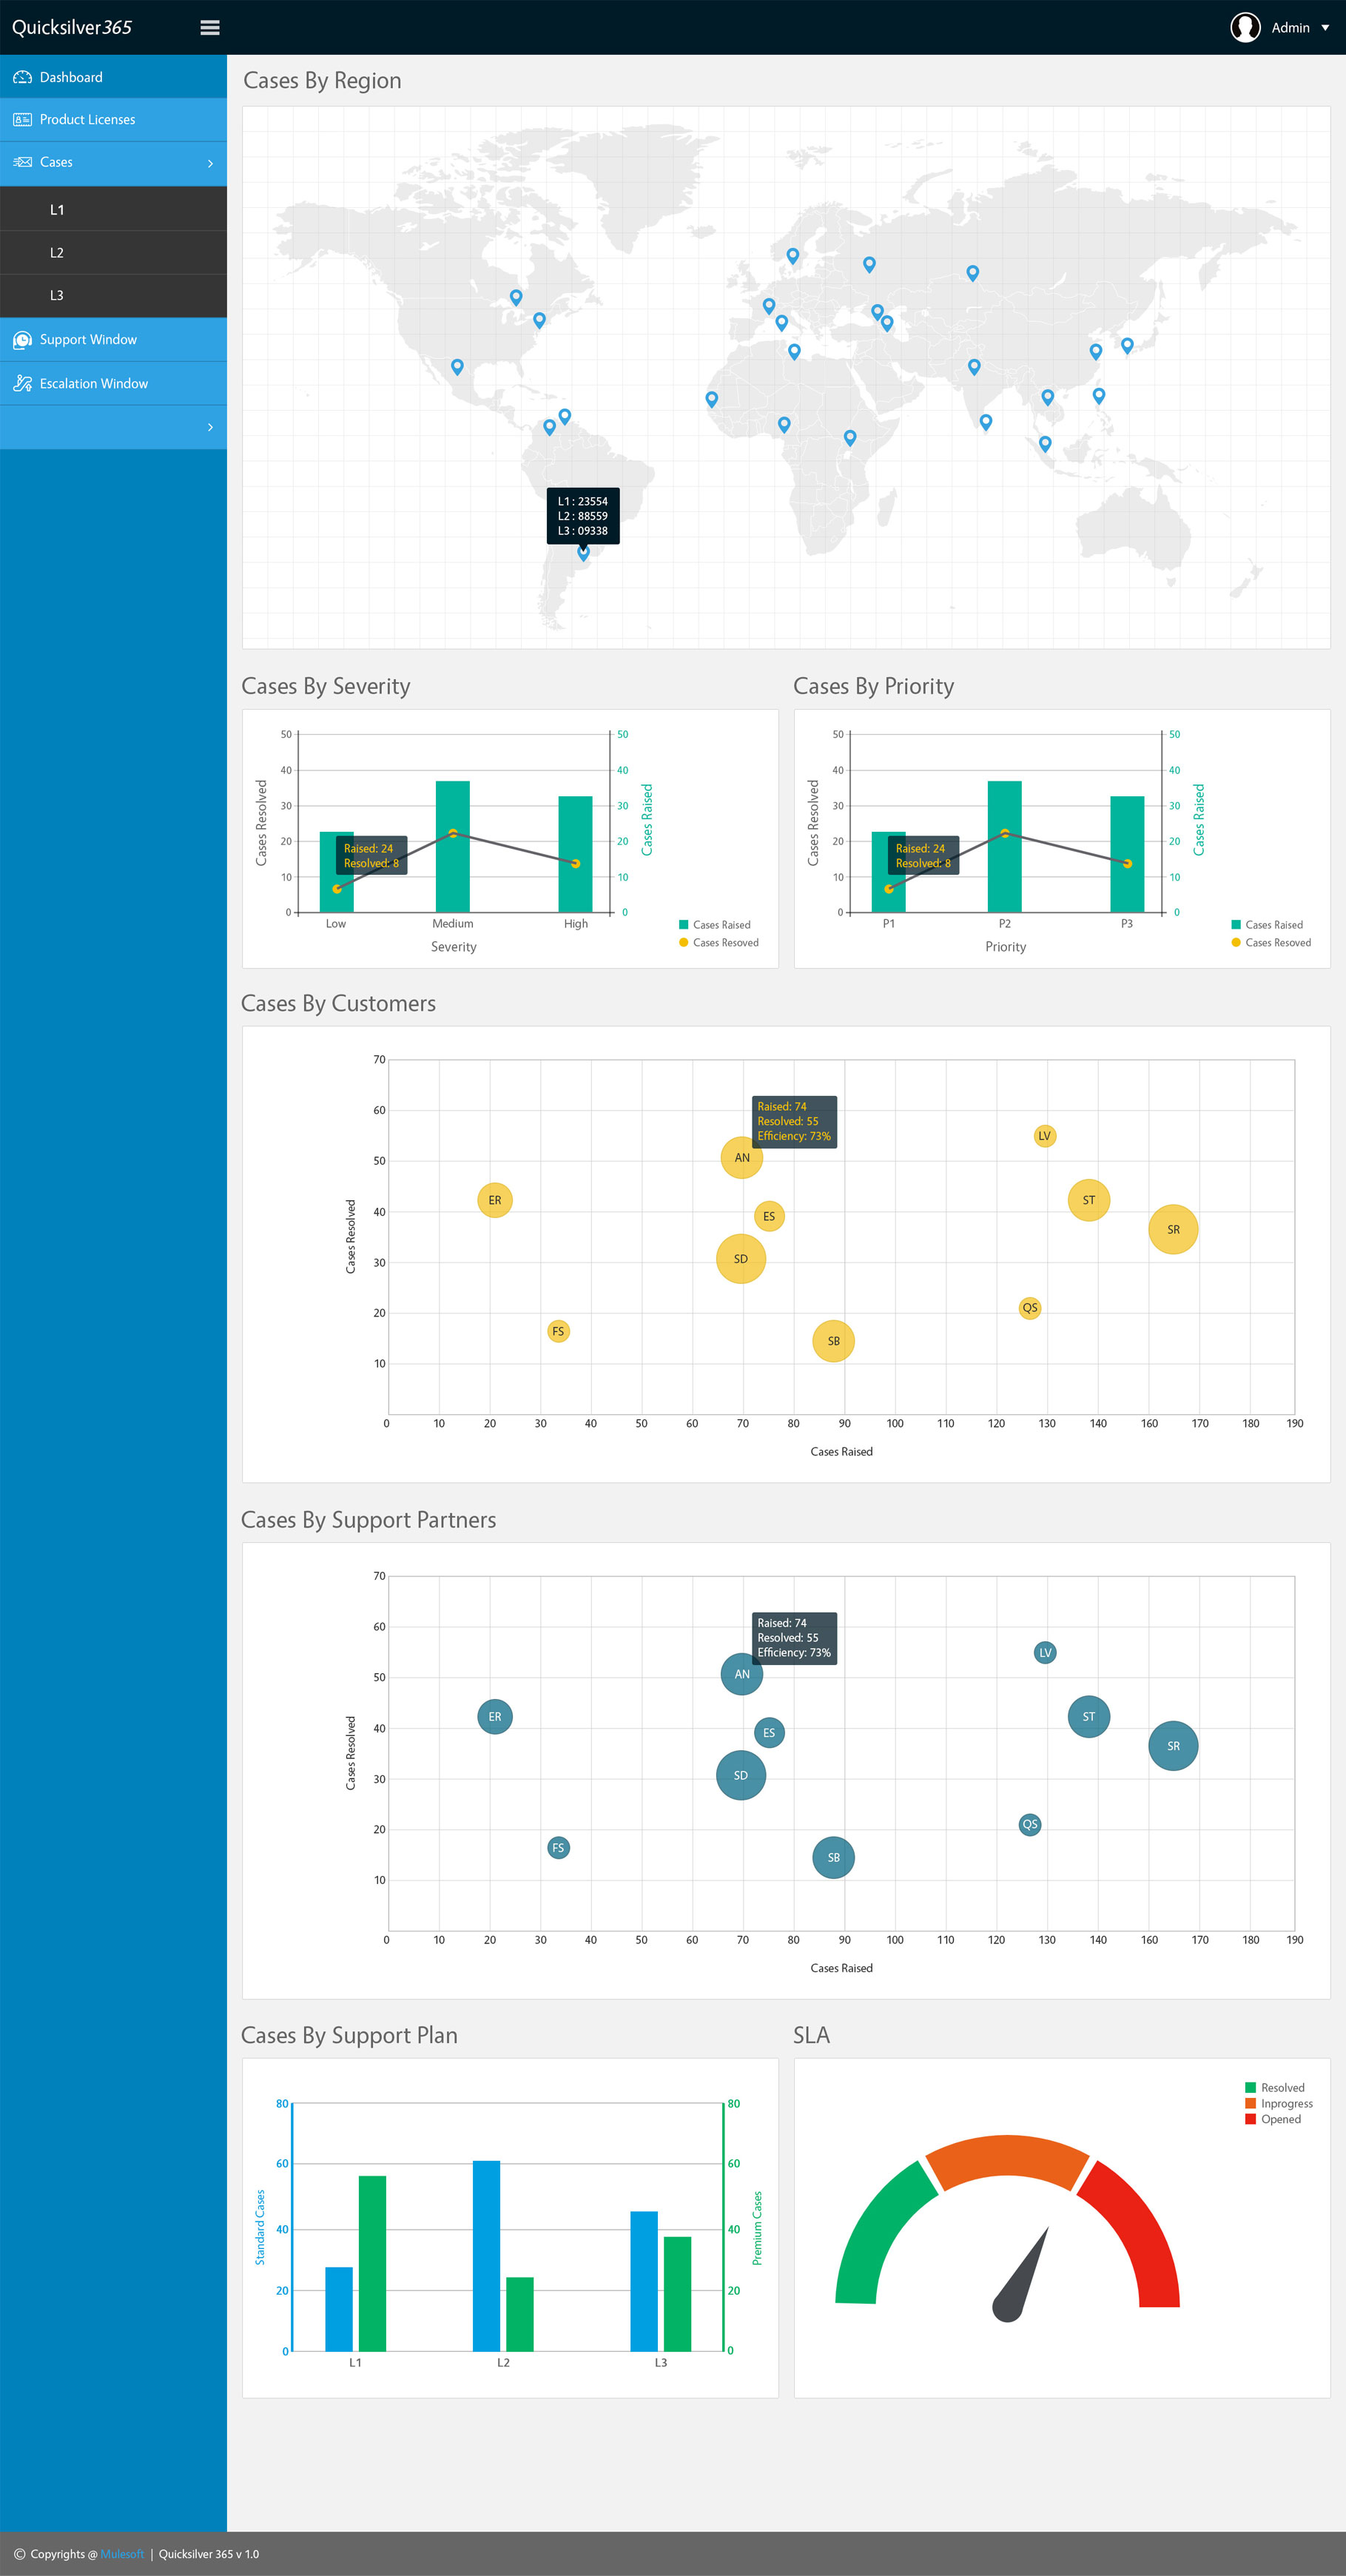 Quicksilver365
Admin
Dashboard
Product Licenses
Cases
L1
L2
L3
Support Window
Escalation Window
Cases By Region
L1 : 23554
L2 : 88559
L3 : 09338
Cases By Severity
50
40
30
20
10
0
Cases Resolved
50
40
30
20
10
0
Cases Raised
Raised: 24
Resolved: 8
Low Medium High
Severity
Cases Raised
Cases Resoved
Cases By Priority
50
40
30
20
10
0
Cases Resolved
50
40
30
20
10
0
Cases Raised
Raised: 24
Resolved: 8
P1 P2 P3
Priority
Cases Raised
Cases Resoved
Cases By Customers
70
60
50
40
30
20
10
Cases Resolved
Raised: 74
Resolved: 55
Efficiency: 73%
LV
AN
ER
ST
ES
SR
SD
QS
FS
SB
0 10 20 30 40 50 60 70 80 90 100 110 120 130 140 160 170 180 190
Cases Raised
Cases By Support Partners
70
60
50
40
30
20
10
Cases Resolved
Raised: 74
Resolved: 55
Efficiency: 73%
LV
AN
ER
ST
ES
SR
SD
QS
FS
SB
0 10 20 30 40 50 60 70 80 90 100 110 120 130 140 160 170 180 190
Cases Raised
Cases By Support Plan
80
60
40
20
0
Standard Cases
80
60
40
20
0
Premium Cases
L1 L2 L3
SLA
Resolved
Inprogress
Opened
© Copyrights @ Mulesoft | Quicksilver 365 v 1.0